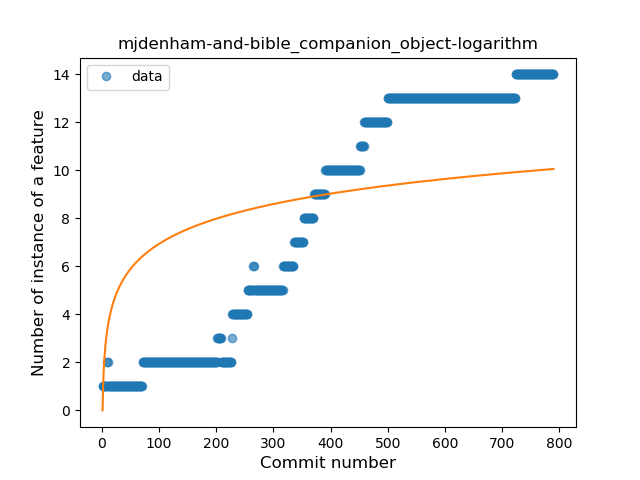 mjdenham-and-bible_companion_object-logarithm
data
Number of instance of a feature
14
12
10
8
6
4
2
0
0 100 200 300 400 500 600 700 800
Commit number